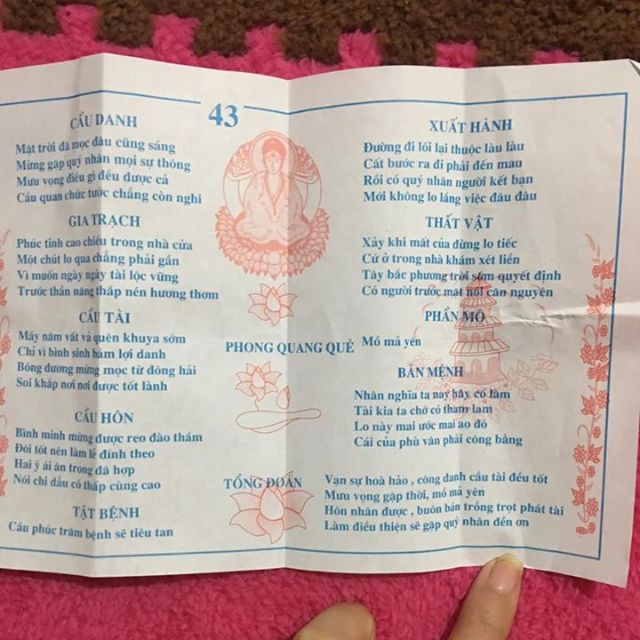 43
CẦU DANH
Mặt trời đã mọc đâu cũng sáng
Mừng gặp quý nhân mọi sự thông
Mưu vọng điều gì đều được cả
Cầu quan chức tước chẳng còn nghi
GIA TRẠCH
Phúc tinh cao chiếu trong nhà cửa
Một chút lo qua chẳng phải gần
Vì muốn ngày ngày tài lộc vững
Trước thần năng thắp nén hương thơm
CẦU TÀI
Mấy năm vất vả quên khuya sớm
Chỉ vì bình sinh hám lợi danh
Bóng dương mừng mọc từ đông hải
Soi khắp nơi nơi được tốt lành
CẦU HÔN
Bình minh mừng được reo đào thắm
Đôi tốt nên làm lễ đính theo
Hai ý ái ân trong đã hợp
Nói chi dẫu có thấp cùng cao
TẬT BỆNH
Cầu phúc trăm bệnh sẽ tiêu tan
PHONG QUANG QUẺ
XUẤT HÀNH
Đường đi lối lại thuộc làu làu
Cất bước ra đi phải đến mau
Rồi có quý nhân người kết bạn
Mới không lo lắng việc đâu đâu
THẤT VẬT
Xảy khi mất của đừng lo tiếc
Cứ ở trong nhà khám xét liền
Tây bắc phương trời sớm quyết định
Có người trước mặt nói căn nguyên
PHẦN MỘ
Mồ mả yên
BẢN MỆNH
Nhân nghĩa ta nay hãy cố làm
Tài kia ta chớ có tham lam
Lo này mai ước mai ao đó
Cái của phù vân phải công bằng
TỔNG ĐOÁN
Vạn sự hoà hảo , công danh cầu tài đều tốt
Mưu vọng gặp thời, mồ mả yên
Hôn nhân được , buôn bán trồng trọt phát tài
Làm điều thiện sẽ gặp quý nhân đền ơn